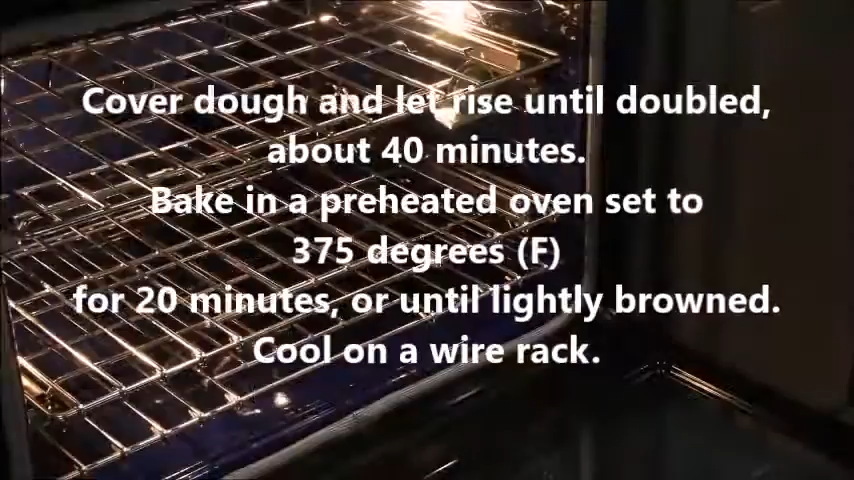 Cover dough and let rise until doubled,
about 40 minutes.
Bake in a preheated oven set to
375 degrees (F)
for 20 minutes, or until lightly browned.
Cool on a wire rack.